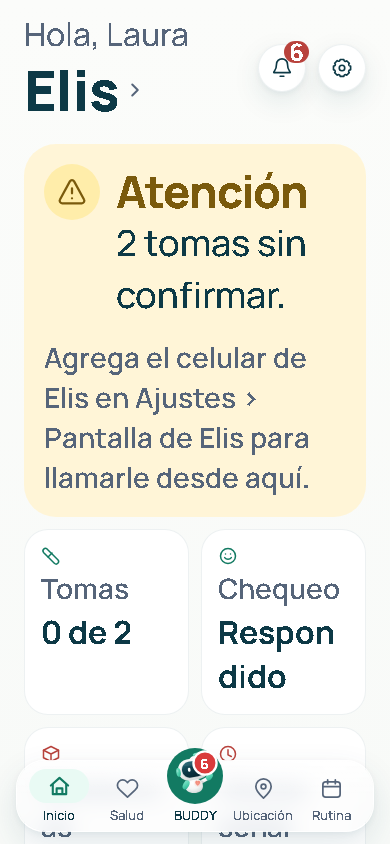 Hola, Laura
Elis
6
Atención
2 tomas sin
confirmar.
Agrega el celular de
Elis en Ajustes >
Pantalla de Elis para
llamarle desde aquí.
Tomas
0 de 2
Chequeo
Respon
dido
6
Inicio
Salud
BUDDY
Ubicación
Rutina